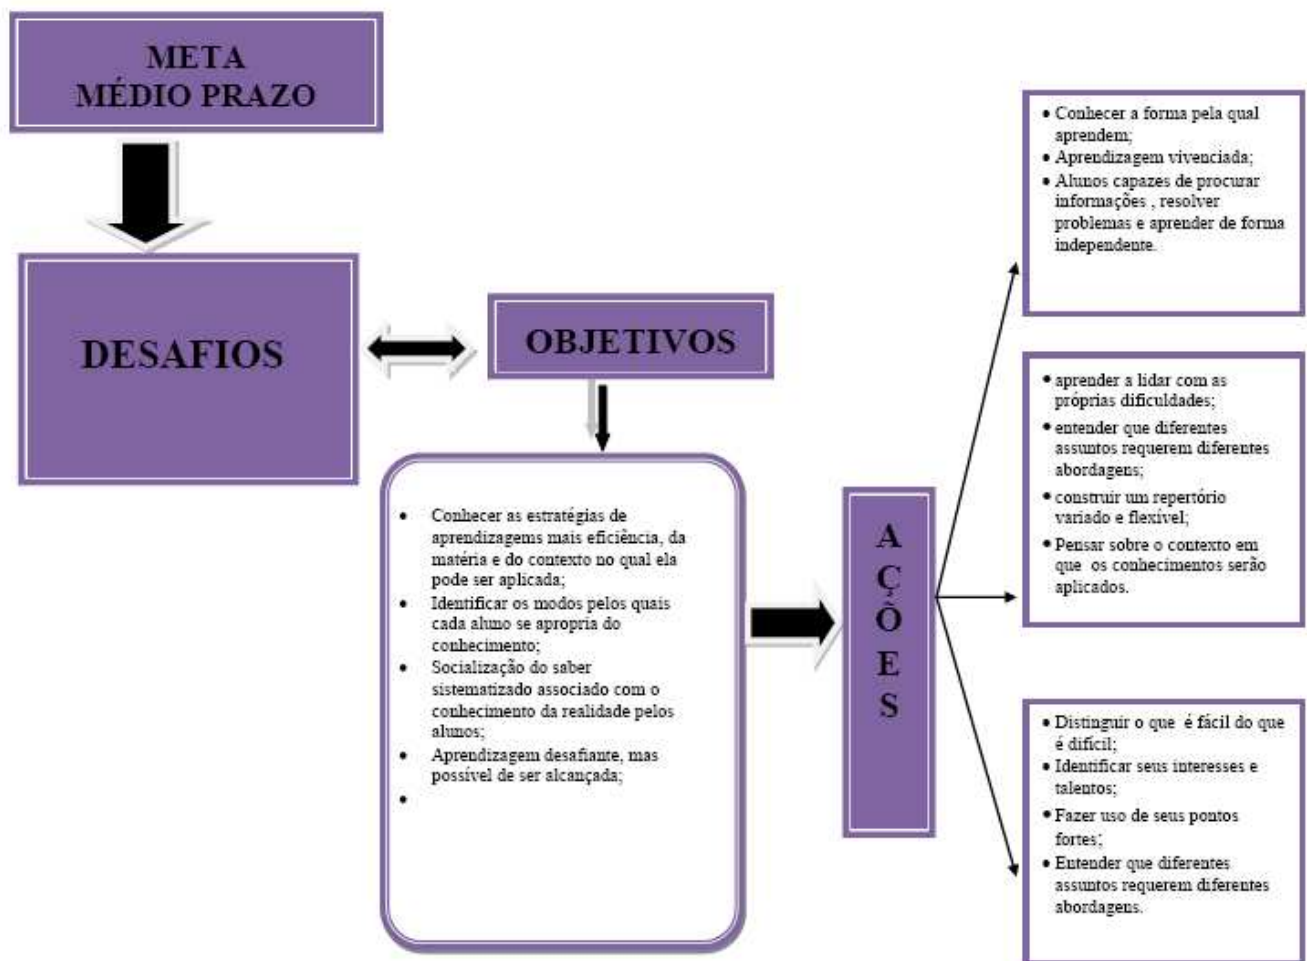 META
MÉDIO PRAZO
DESAFIOS
OBJETIVOS
• Conhecer as estratégias de
aprendizagems mais eficiência, da
matéria e do contexto no qual ela
pode ser aplicada;
• Identificar os modos pelos quais
cada aluno se apropria do
conhecimento;
• Socialização do saber
sistematizado associado com o
conhecimento da realidade pelos
alunos;
• Aprendizagem desafiante, mas
possível de ser alcançada;
•
A
Ç
Õ
E
S
• Conhecer a forma pela qual
aprendem;
• Aprendizagem vivenciada;
• Alunos capazes de procurar
informações , resolver
problemas e aprender de forma
independente.
• aprender a lidar com as
próprias dificuldades;
• entender que diferentes
assuntos requerem diferentes
abordagens;
• construir um repertório
variado e flexível;
• Pensar sobre o contexto em
que os conhecimentos serão
aplicados.
• Distinguir o que é fácil do que
é difícil;
• Identificar seus interesses e
talentos;
• Fazer uso de seus pontos
fortes;
• Entender que diferentes
assuntos requerem diferentes
abordagens.